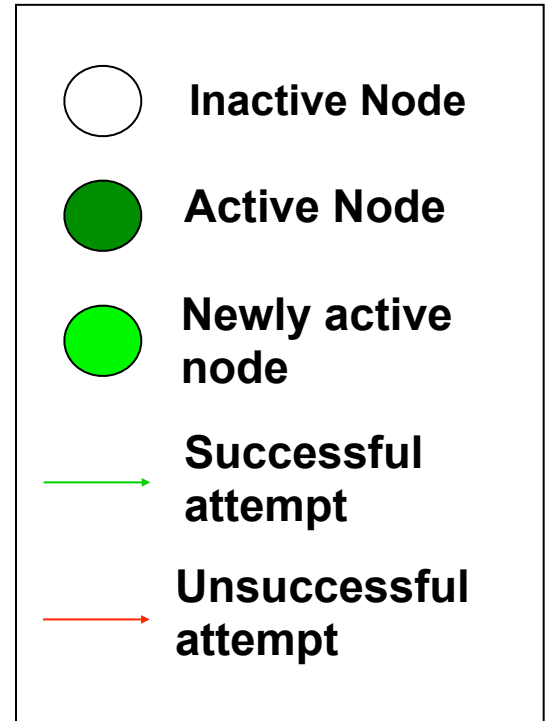 Inactive Node
Active Node
Newly active
node
Successful
attempt
Unsuccessful
attempt